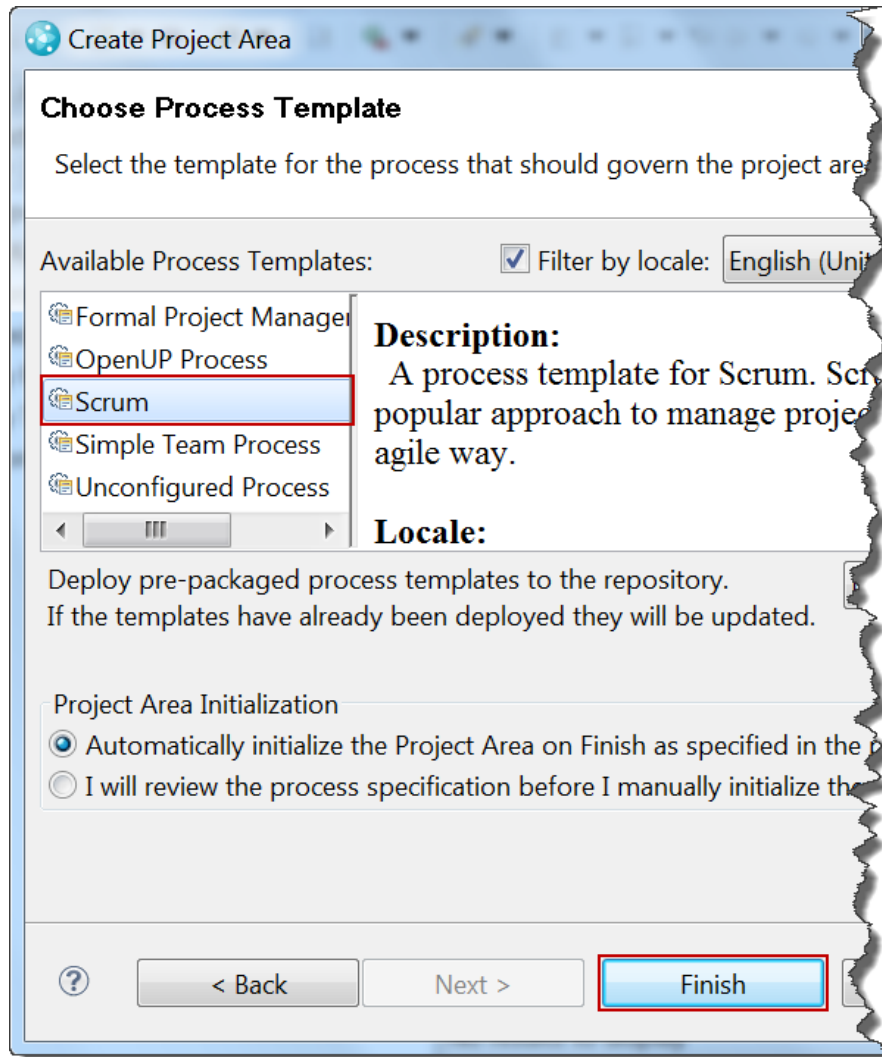 Create Project Area
Choose Process Template
Select the template for the process that should govern the project are
Available Process Templates:
Filter by locale: English (Unit
Formal Project Manager
OpenUP Process
Scrum
Simple Team Process
Unconfigured Process
Description:
A process template for Scrum. Scr
popular approach to manage projec
agile way.
Locale:
Deploy pre-packaged process templates to the repository.
If the templates have already been deployed they will be updated.
Project Area Initialization
Automatically initialize the Project Area on Finish as specified in the
I will review the process specification before I manually initialize the
< Back
Next >
Finish